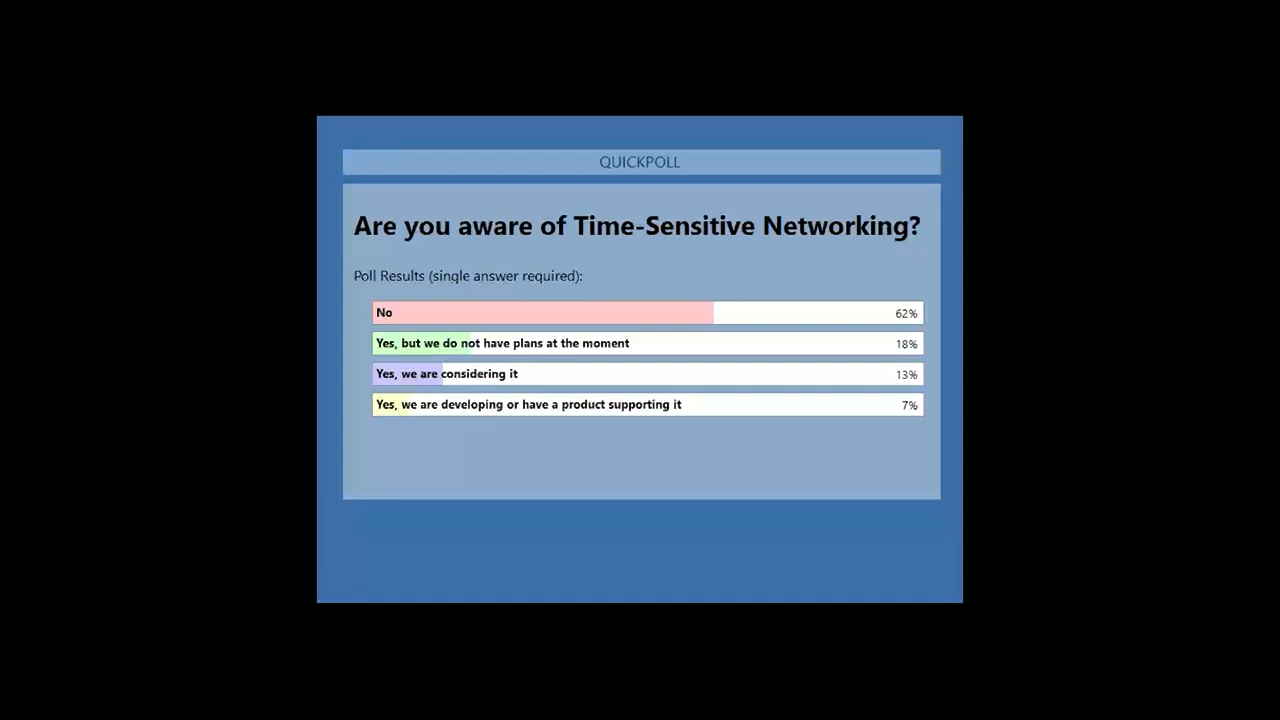 QUICKPOLL
Are you aware of Time-Sensitive Networking?
Poll Results (single answer required):
No 62%
Yes, but we do not have plans at the moment 18%
Yes, we are considering it 13%
Yes, we are developing or have a product supporting it 7%